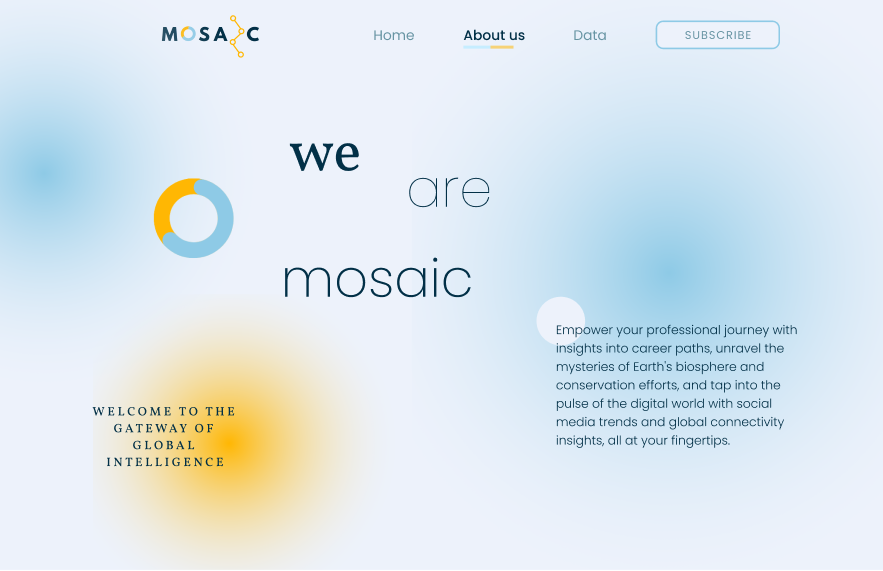 MOSAIC
Home
About us
Data
SUBSCRIBE
we
are
mosaic
Empower your professional journey with
insights into career paths, unravel the
mysteries of Earth's biosphere and
conservation efforts, and tap into the
pulse of the digital world with social
media trends and global connectivity
insights, all at your fingertips.
WELCOME TO THE
GATEWAY OF
GLOBAL
INTELLIGENCE